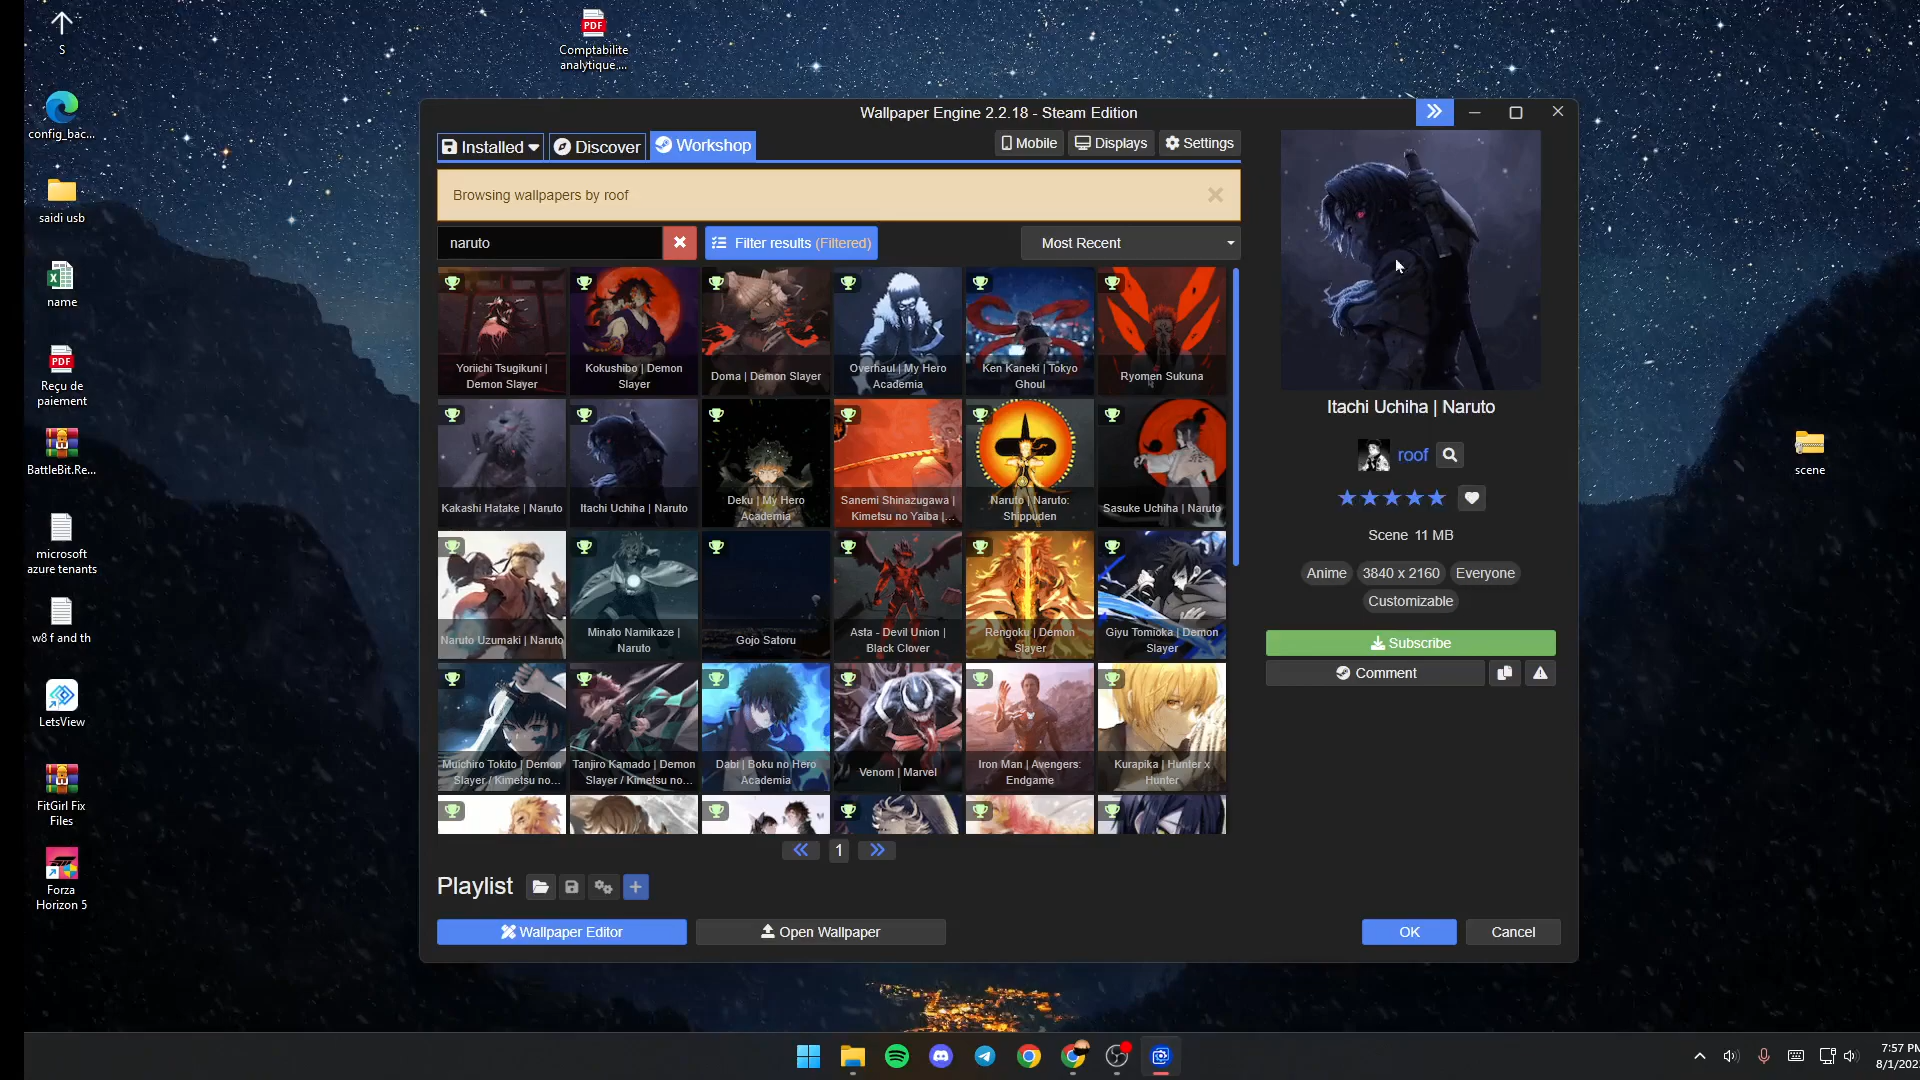 S
config_bac...
saidi usb
name
PDF
Reçu de
paiement
BattleBit.Re...
microsoft
azure tenants
w8 f and th
LetsView
FitGirl Fix
Files
Forza
Horizon 5
PDF
Comptabilite
analytique....
scene
Wallpaper Engine 2.2.18 - Steam Edition
Installed
Discover
Workshop
Mobile
Displays
Settings
Browsing wallpapers by roof
naruto
Filter results (Filtered)
Most Recent
Yoriichi Tsugikuni |
Demon Slayer
Kokushibo | Demon
Slayer
Doma | Demon Slayer
Overhaul | My Hero
Academia
Ken Kaneki | Tokyo
Ghoul
Ryomen Sukuna
Kakashi Hatake | Naruto
Itachi Uchiha | Naruto
Deku | My Hero
Academia
Sanemi Shinazugawa |
Kimetsu no Yaiba |...
Naruto | Naruto:
Shippuden
Sasuke Uchiha | Naruto
Naruto Uzumaki | Naruto
Minato Namikaze |
Naruto
Gojo Satoru
Asta - Devil Union |
Black Clover
Rengoku | Demon
Slayer
Giyu Tomioka | Demon
Slayer
Muichiro Tokito | Demon
Slayer / Kimetsu no...
Tanjiro Kamado | Demon
Slayer / Kimetsu no...
Dabi | Boku no Hero
Academia
Venom | Marvel
Iron Man | Avengers:
Endgame
Kurapika | Hunter x
Hunter
1
Playlist
Wallpaper Editor
Open Wallpaper
Itachi Uchiha | Naruto
roof
Scene 11 MB
Anime
3840 x 2160
Everyone
Customizable
Subscribe
Comment
OK
Cancel
7:57 PM
8/1/202